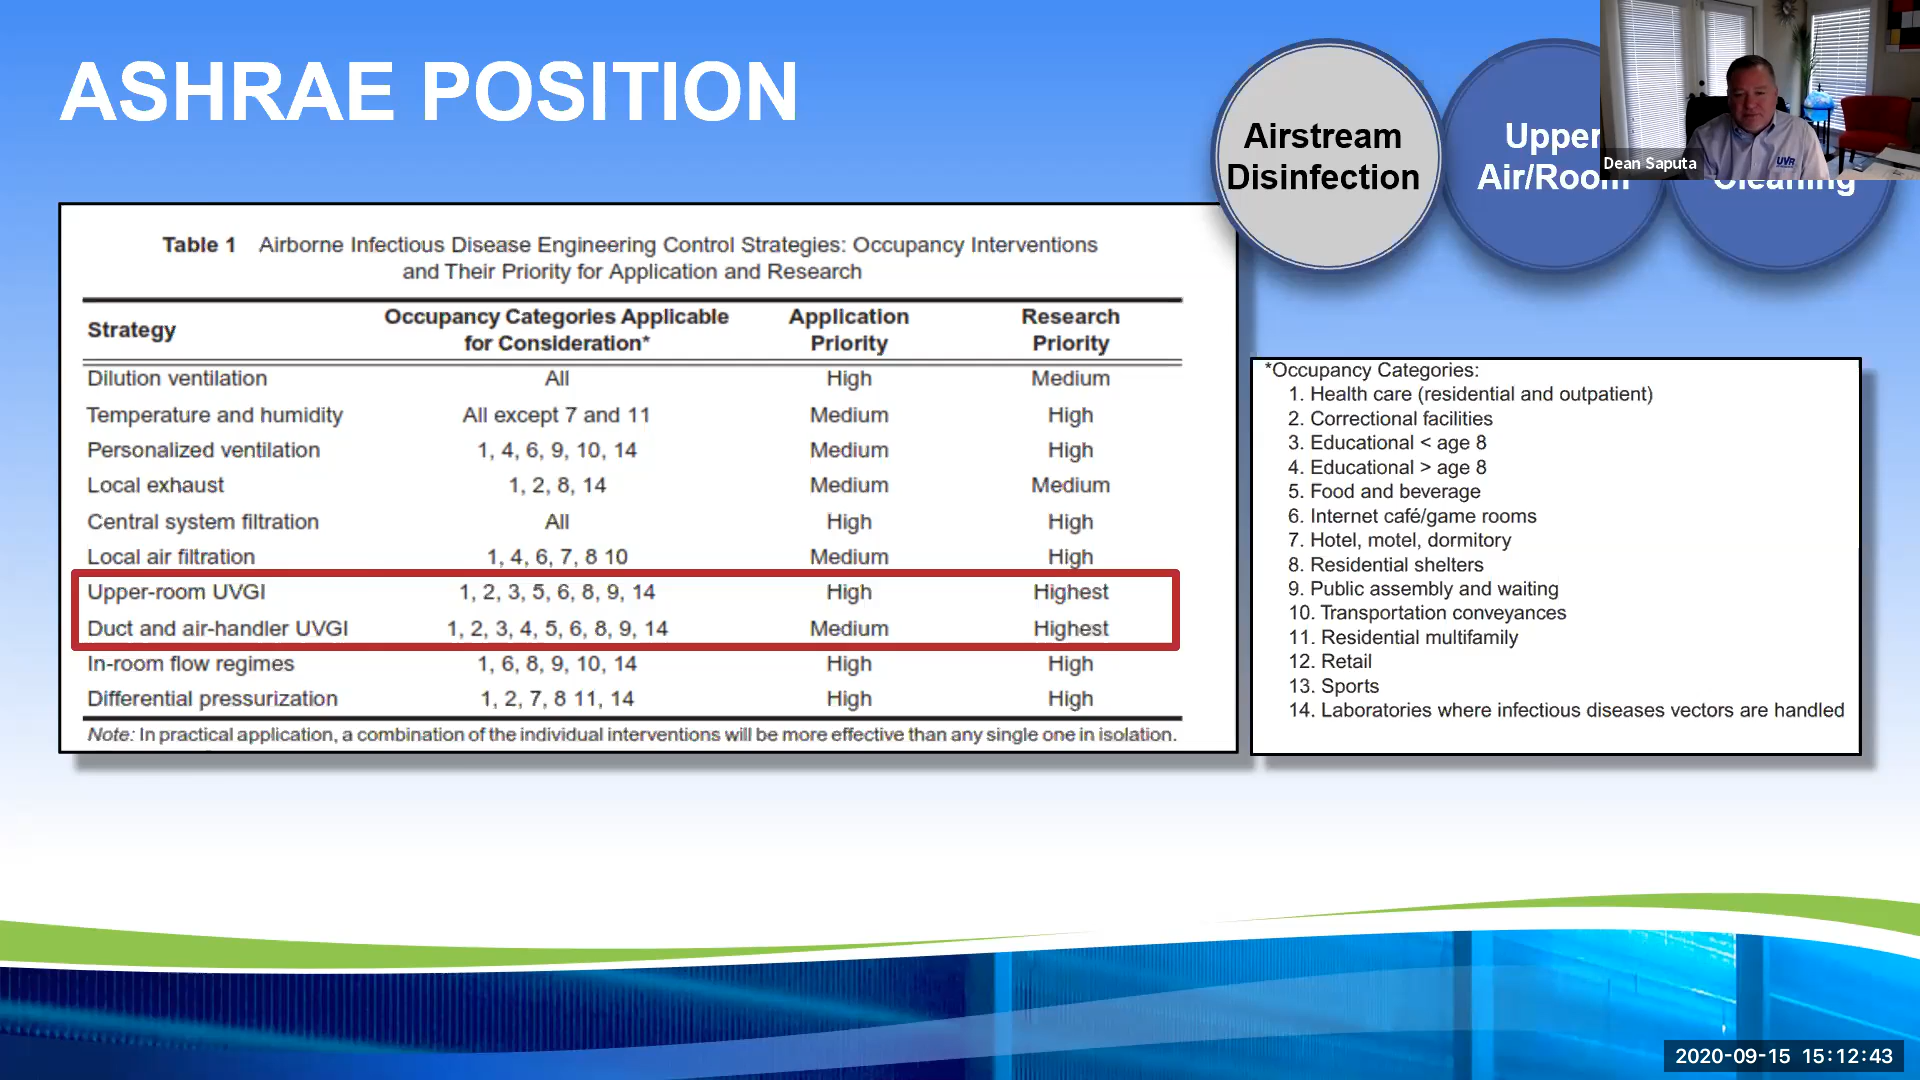 ASHRAE POSITION
Airstream
Disinfection
Upper
Air/Room
Cleaning
Dean Saputa
UVR
Table 1 Airborne Infectious Disease Engineering Control Strategies: Occupancy Interventions
and Their Priority for Application and Research
Strategy
Occupancy Categories Applicable
for Consideration*
Application
Priority
Research
Priority
Dilution ventilation All High Medium
Temperature and humidity All except 7 and 11 Medium High
Personalized ventilation 1, 4, 6, 9, 10, 14 Medium High
Local exhaust 1, 2, 8, 14 Medium Medium
Central system filtration All High High
Local air filtration 1, 4, 6, 7, 8 10 Medium High
Upper-room UVGI 1, 2, 3, 5, 6, 8, 9, 14 High Highest
Duct and air-handler UVGI 1, 2, 3, 4, 5, 6, 8, 9, 14 Medium Highest
In-room flow regimes 1, 6, 8, 9, 10, 14 High High
Differential pressurization 1, 2, 7, 8 11, 14 High High
Note: In practical application, a combination of the individual interventions will be more effective than any single one in isolation.
*Occupancy Categories:
1. Health care (residential and outpatient)
2. Correctional facilities
3. Educational < age 8
4. Educational > age 8
5. Food and beverage
6. Internet café/game rooms
7. Hotel, motel, dormitory
8. Residential shelters
9. Public assembly and waiting
10. Transportation conveyances
11. Residential multifamily
12. Retail
13. Sports
14. Laboratories where infectious diseases vectors are handled
2020-09-15 15:12:43